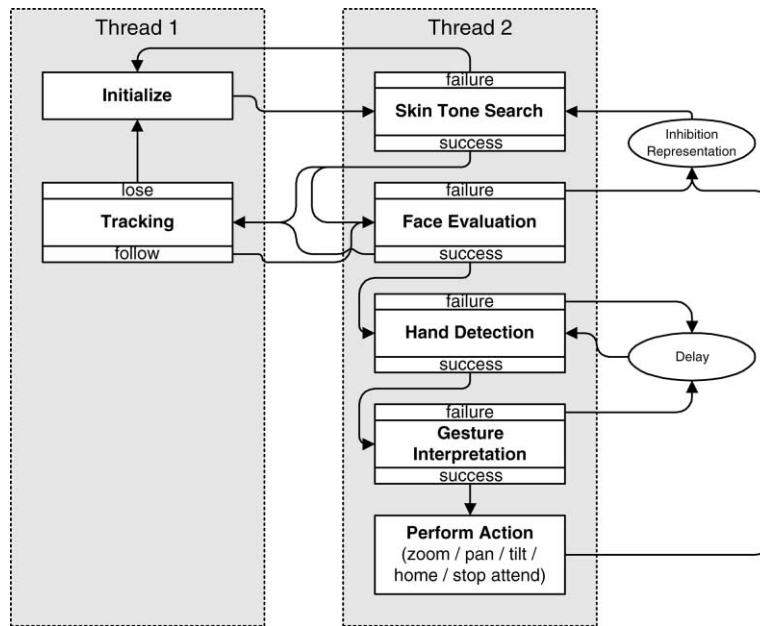 Thread 1
Initialize
lose
Tracking
follow
Thread 2
failure
Skin Tone Search
success
failure
Face Evaluation
success
failure
Hand Detection
success
failure
Gesture
Interpretation
success
Perform Action
(zoom / pan / tilt /
home / stop attend)
Inhibition
Representation
Delay